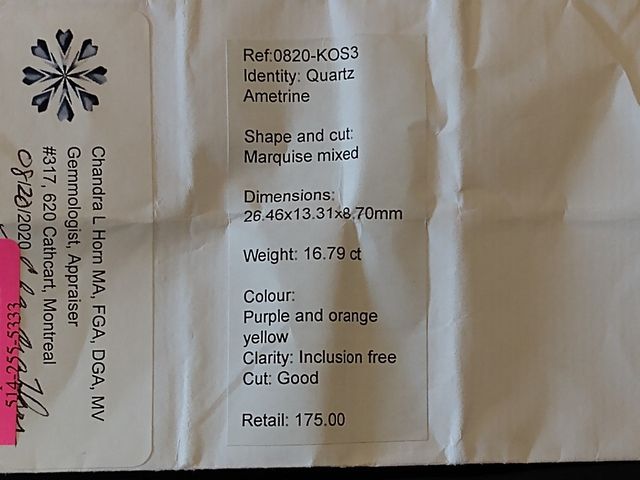 Ref:0820-KOS3
Identity: Quartz
Ametrine
Shape and cut:
Marquise mixed
Dimensions:
26.46x13.31x8.70mm
Weight: 16.79 ct
Colour:
Purple and orange
yellow
Clarity: Inclusion free
Cut: Good
Retail: 175.00
Chandra L Horn MA, FGA, DGA, MV
Gemmologist, Appraiser
#317, 620 Cathcart, Montreal
08/20/2020